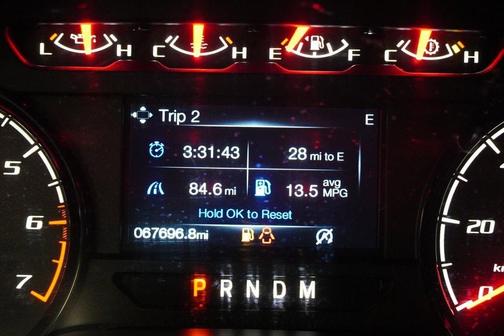 L H C H E F C H
Trip 2 E
3:31:43 28 mi to E
84.6 mi 13.5 avg MPG
Hold OK to Reset
067696.8mi
5
6
7
20
0
P R N D M